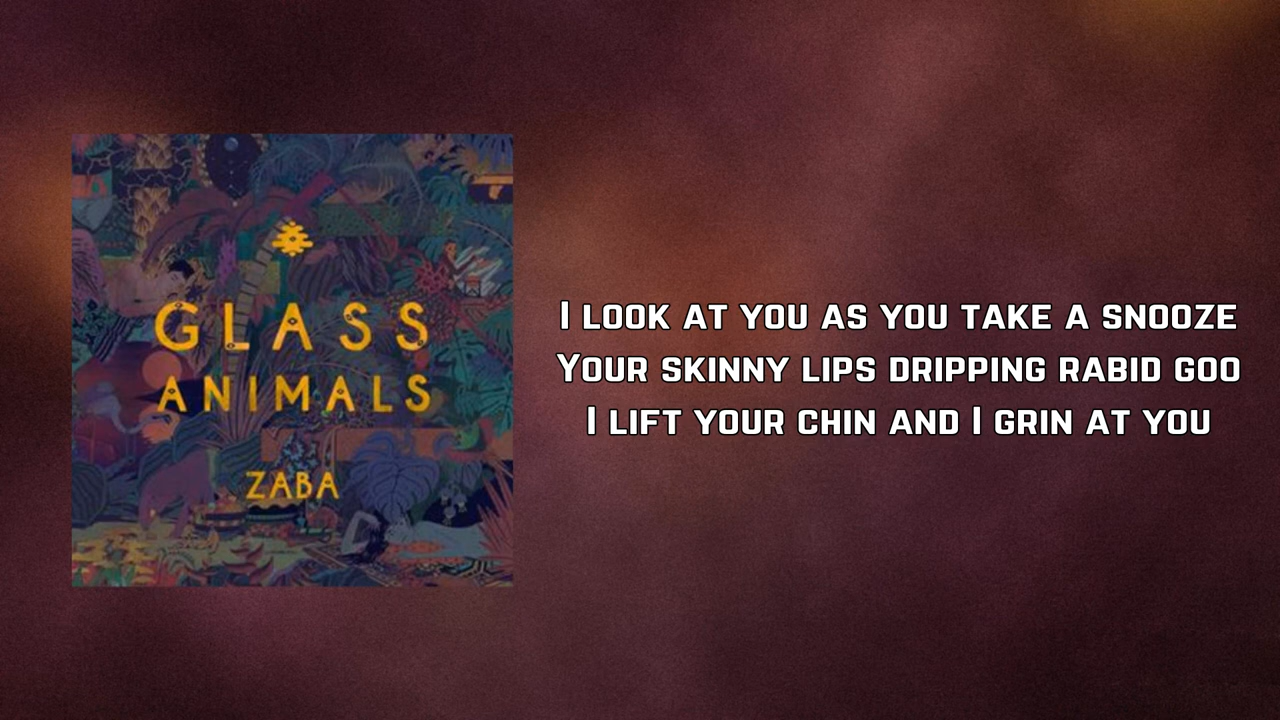 GLASS
ANIMALS
ZABA
I LOOK AT YOU AS YOU TAKE A SNOOZE
YOUR SKINNY LIPS DRIPPING RABID GOO
I LIFT YOUR CHIN AND I GRIN AT YOU